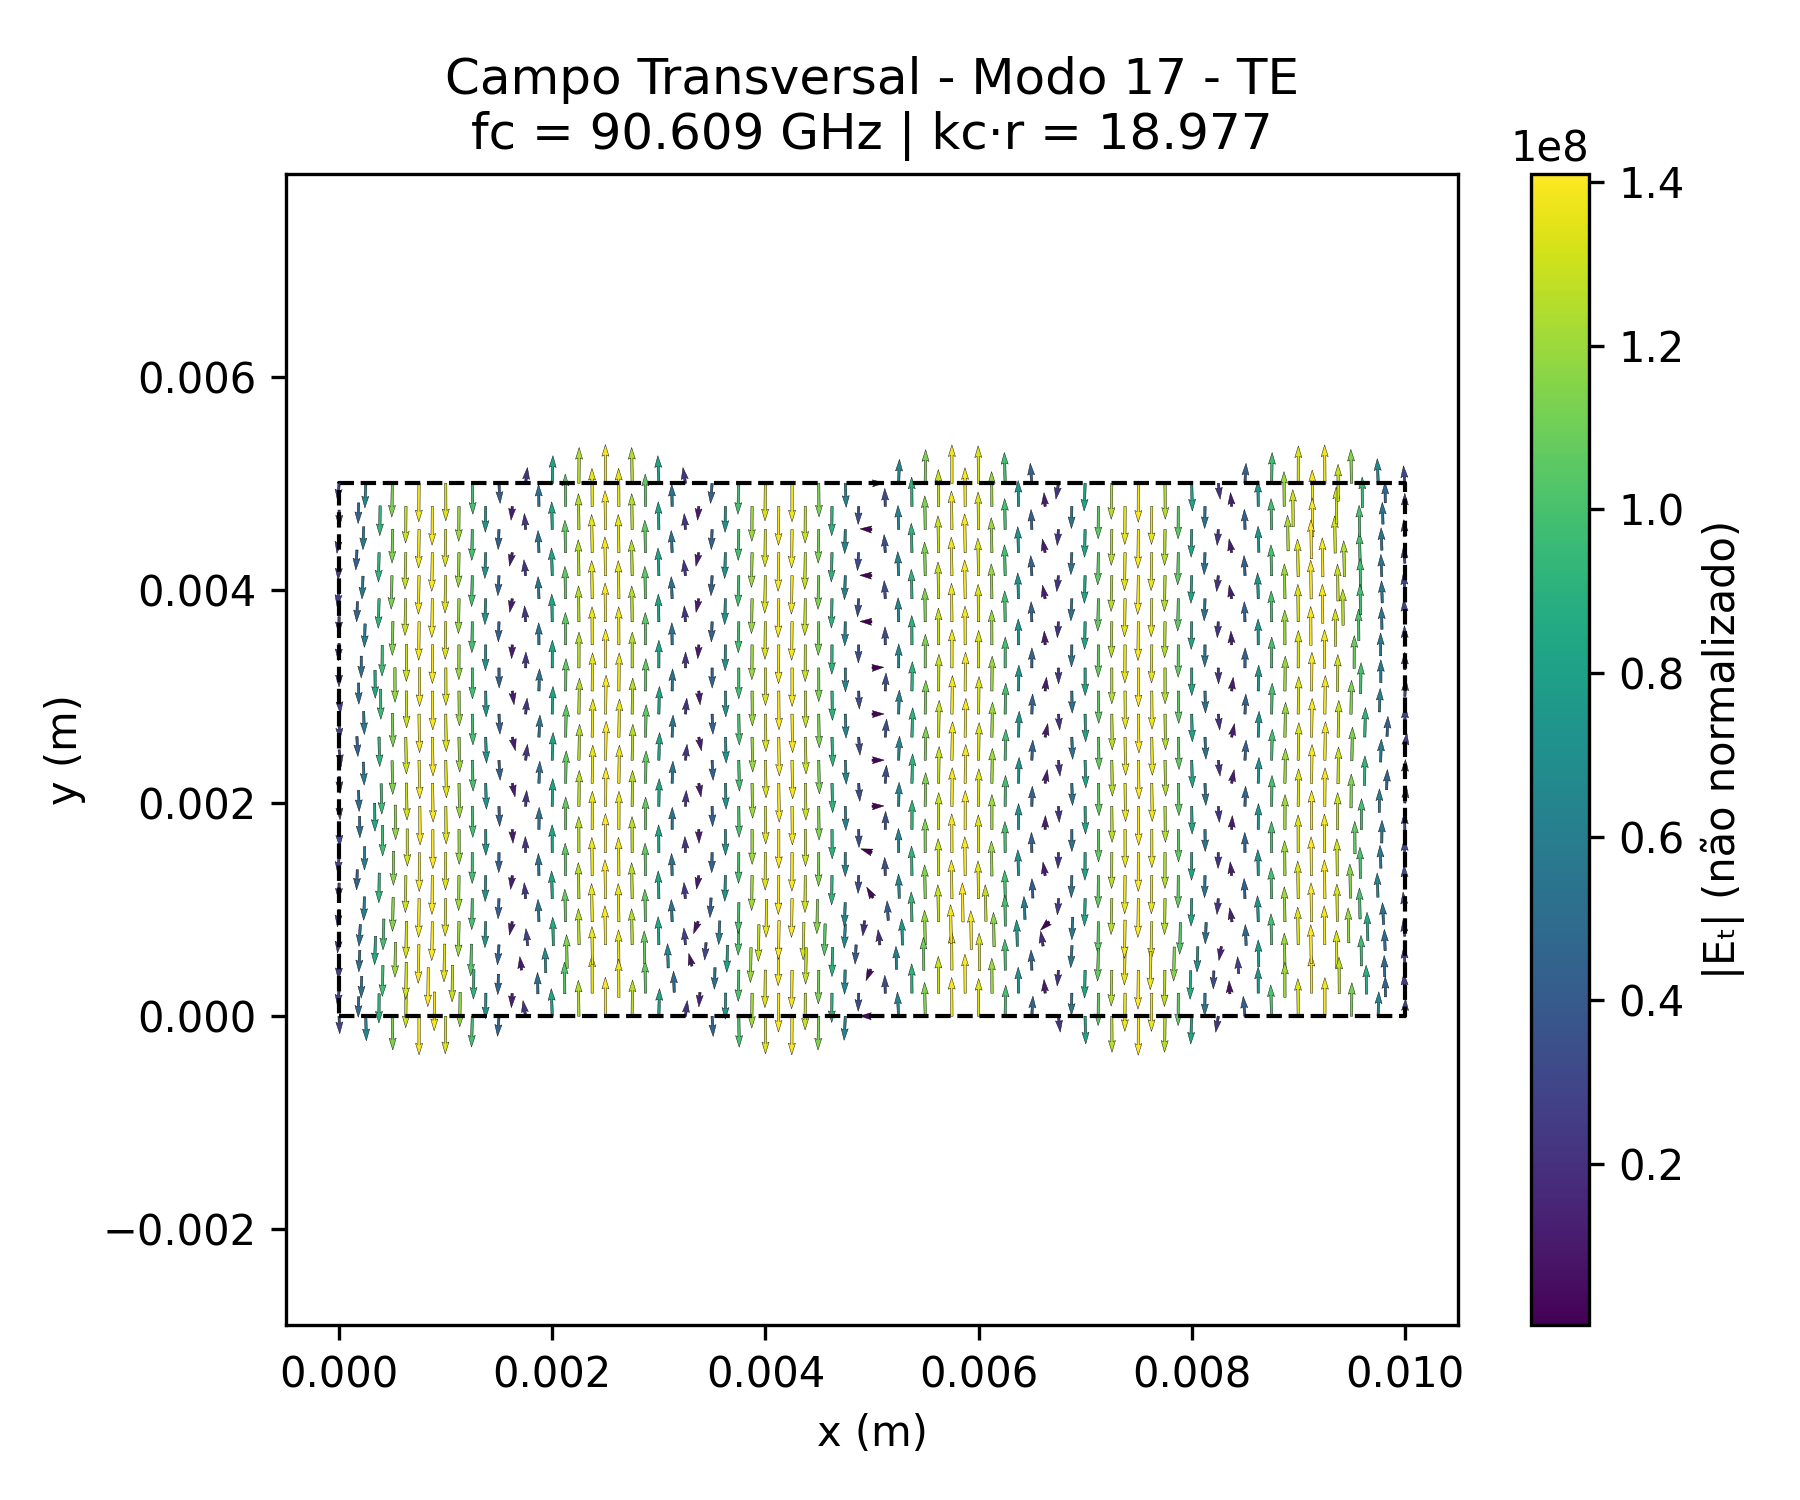 Campo Transversal - Modo 17 - TE
fc = 90.609 GHz | kc·r = 18.977
1e8
1.4
1.2
1.0
0.8
0.6
0.4
0.2
|Eₜ| (não normalizado)
0.006
0.004
0.002
0.000
−0.002
y (m)
0.000 0.002 0.004 0.006 0.008 0.010
x (m)